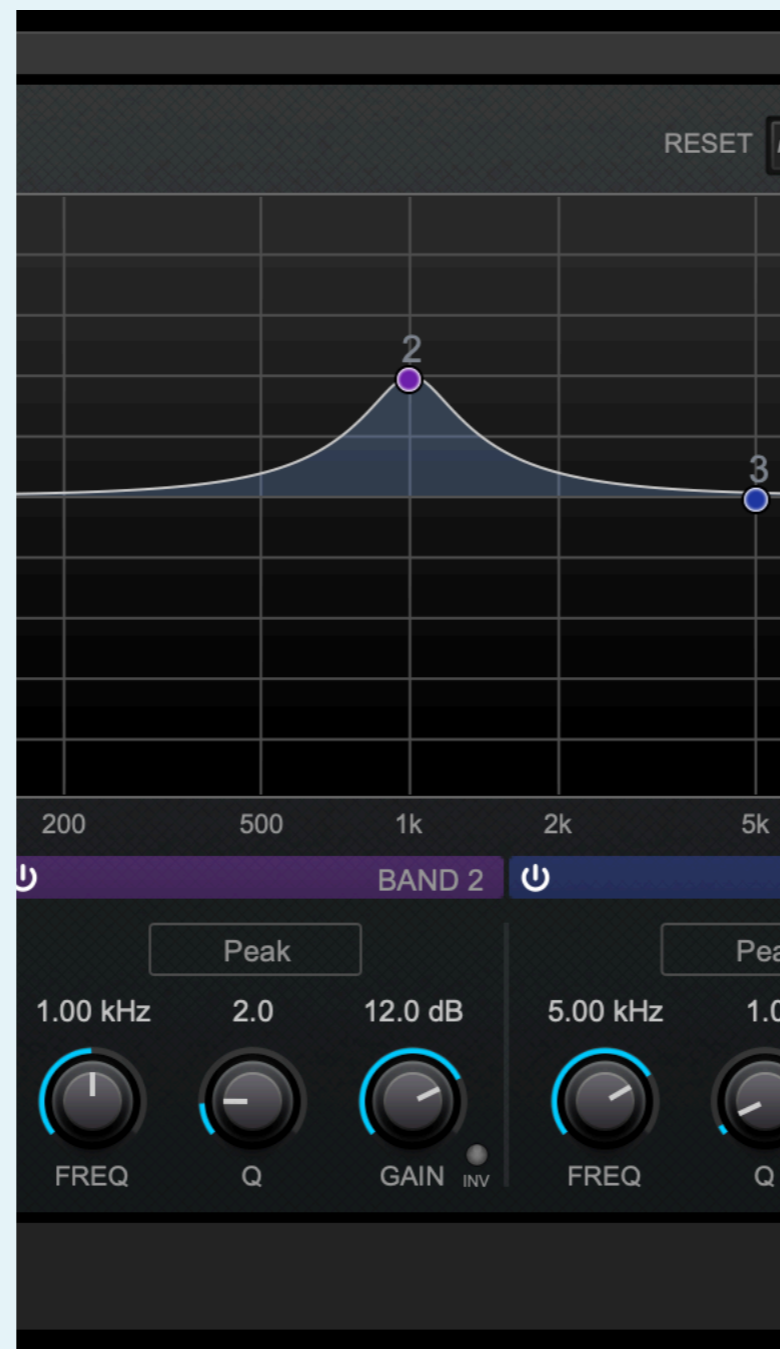 RESET
2
3
200 500 1k 2k 5k
BAND 2
Peak
1.00 kHz 2.0 12.0 dB 5.00 kHz
FREQ Q GAIN INV FREQ Q